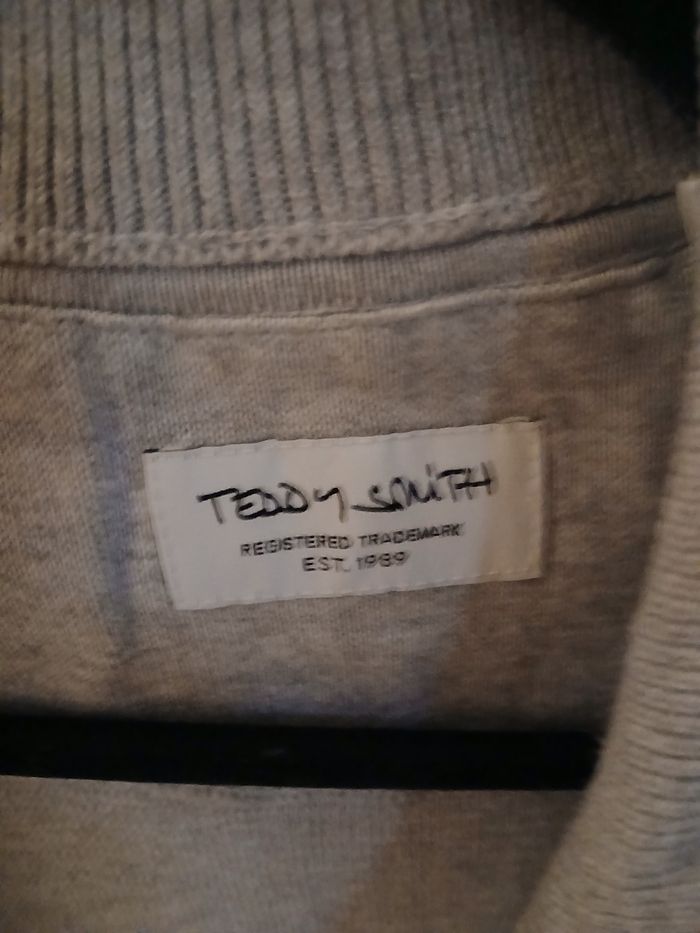 TEDDY SMITH
REGISTERED TRADEMARK
EST. 1989